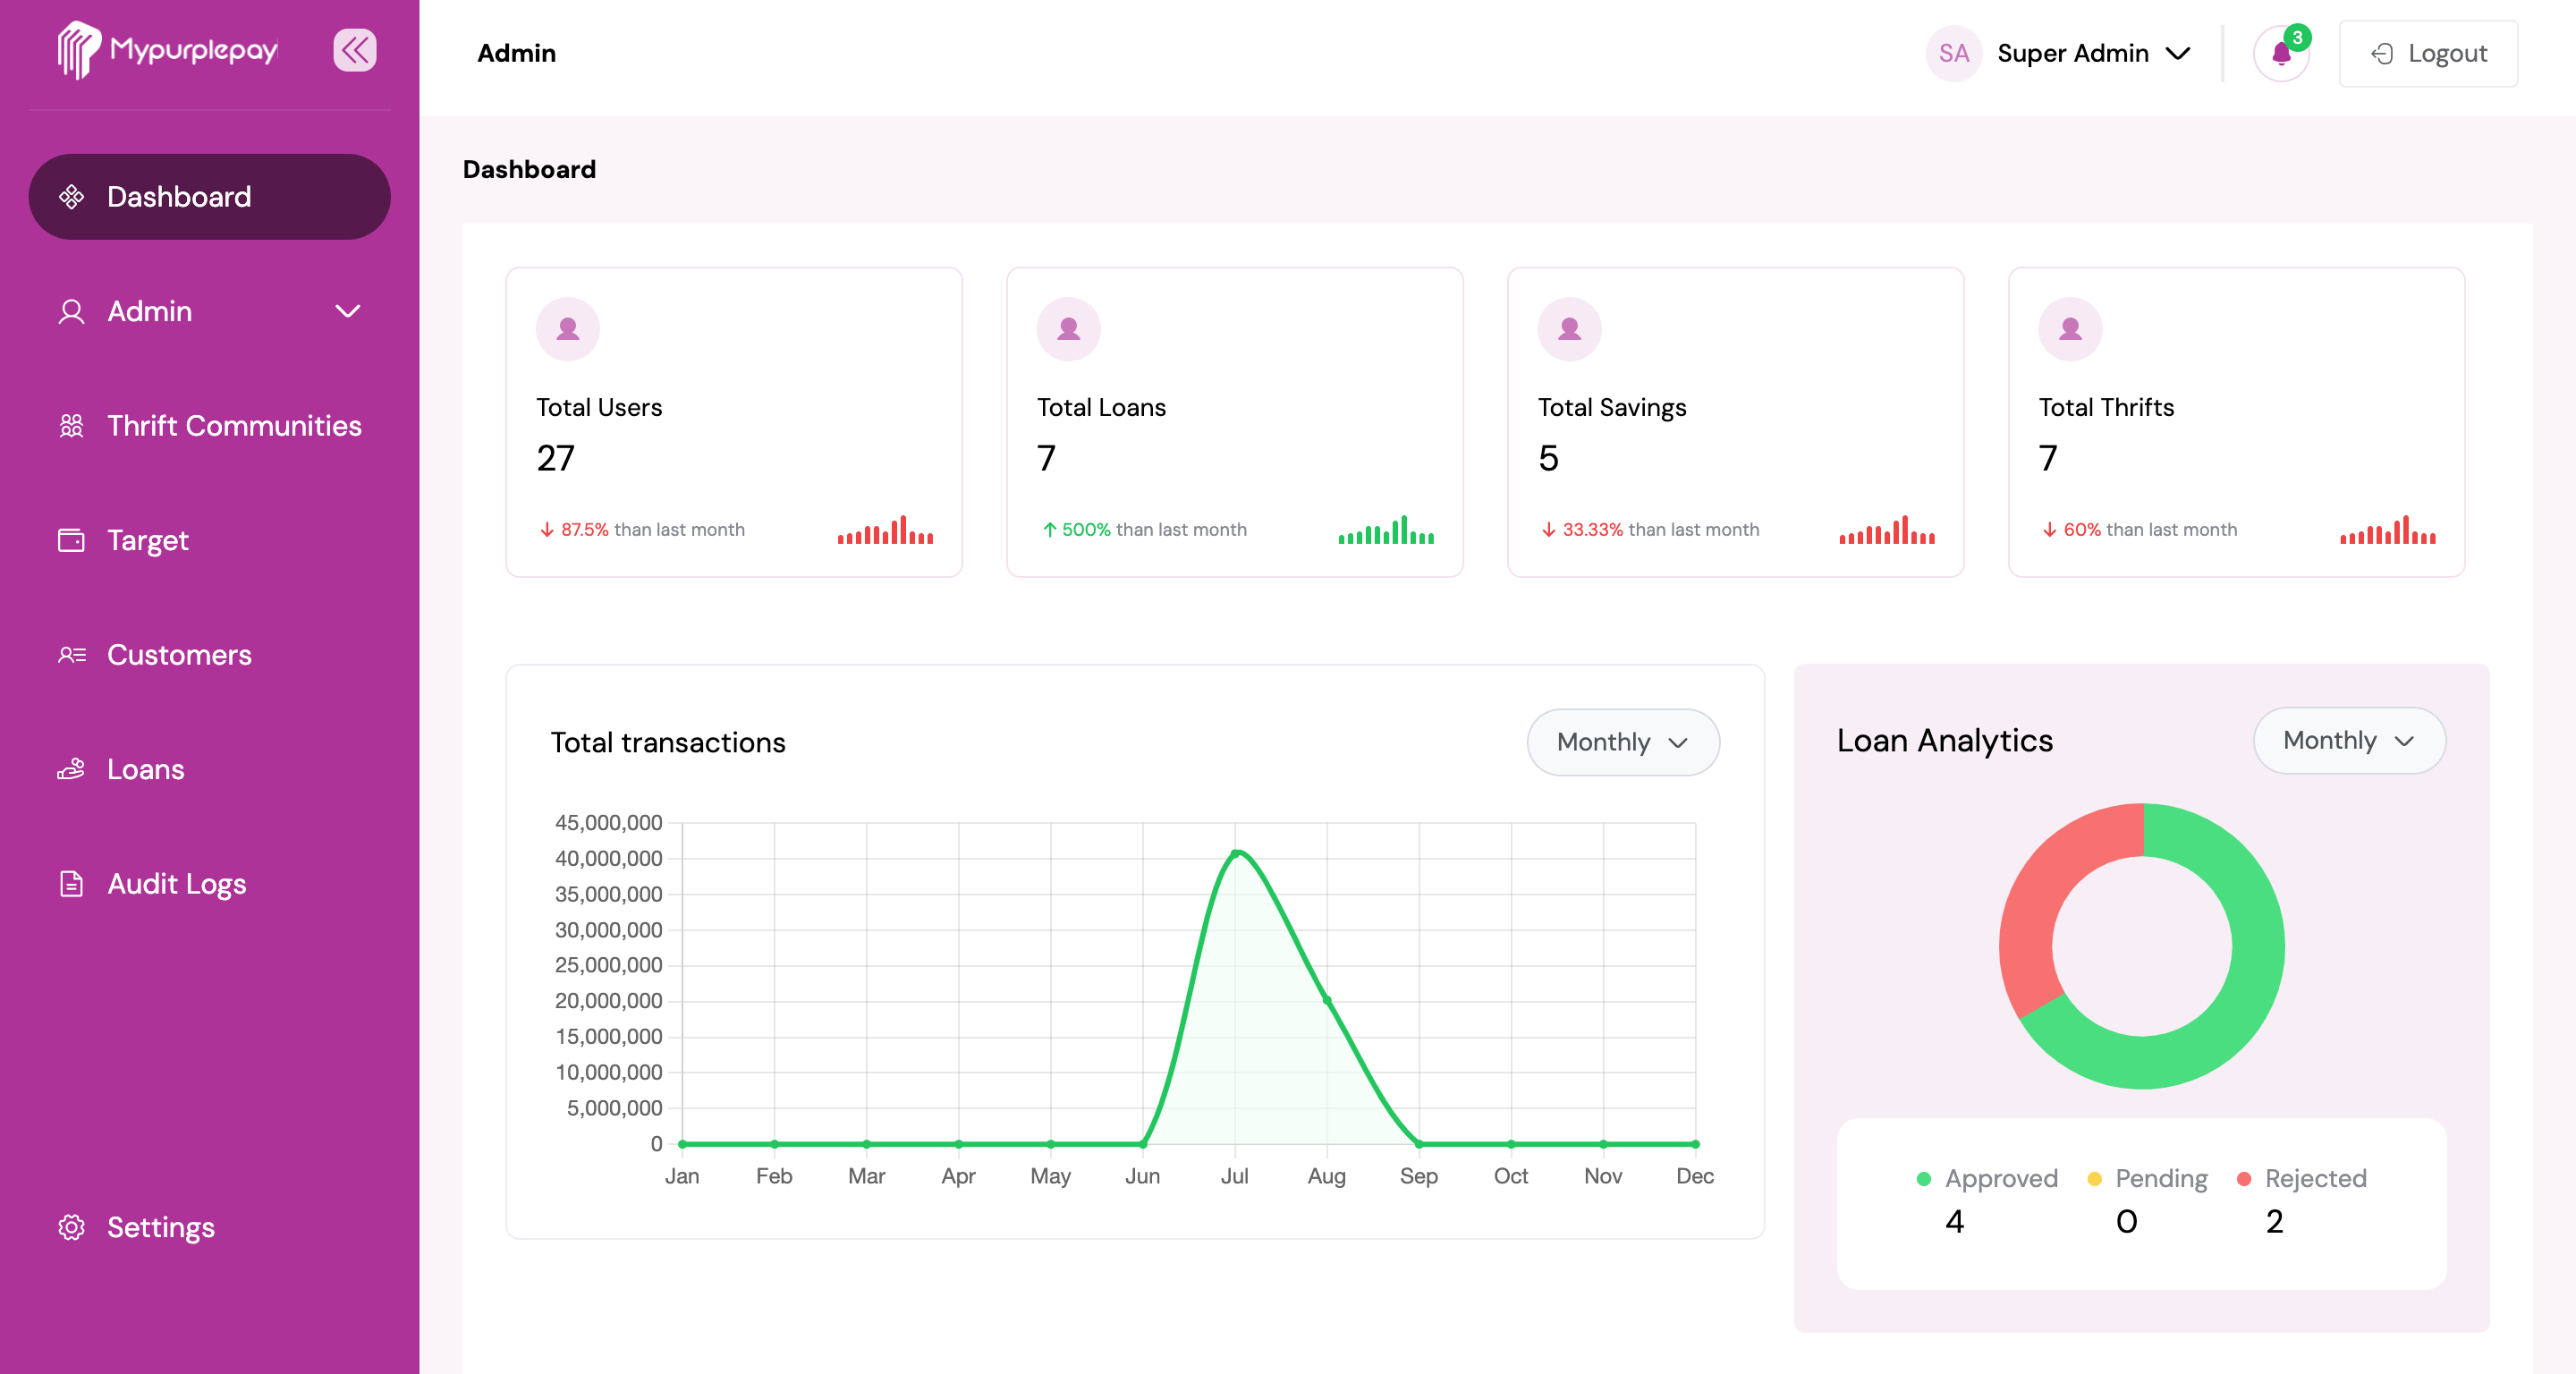 Mypurplepay
Admin
SA Super Admin
3
Logout
Dashboard
Admin
Thrift Communities
Target
Customers
Loans
Audit Logs
Settings
Dashboard
Total Users
27
87.5% than last month
Total Loans
7
500% than last month
Total Savings
5
33.33% than last month
Total Thrifts
7
60% than last month
Total transactions
Monthly
45,000,000
40,000,000
35,000,000
30,000,000
25,000,000
20,000,000
15,000,000
10,000,000
5,000,000
0
Jan Feb Mar Apr May Jun Jul Aug Sep Oct Nov Dec
Loan Analytics
Monthly
Approved Pending Rejected
4 0 2